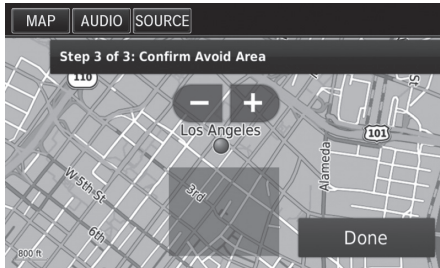 MAP AUDIO SOURCE
Step 3 of 3: Confirm Avoid Area
110
− +
Los Angeles
101
Alameda
W 5th St
3rd
6th
Done
800 ft